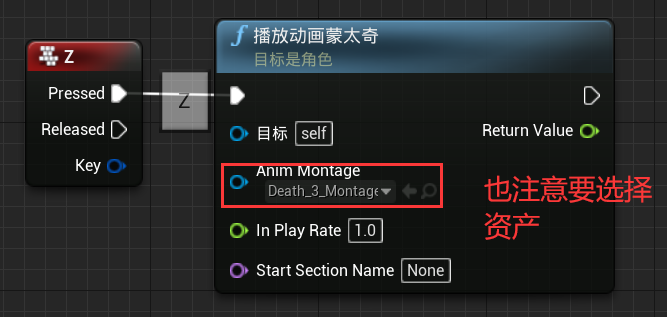 播放动画蒙太奇
目标是角色
Z
Pressed
Z
Released
目标 self
Return Value
Key
Anim Montage
Death_3_Montage
也注意要选择
资产
In Play Rate 1.0
Start Section Name None